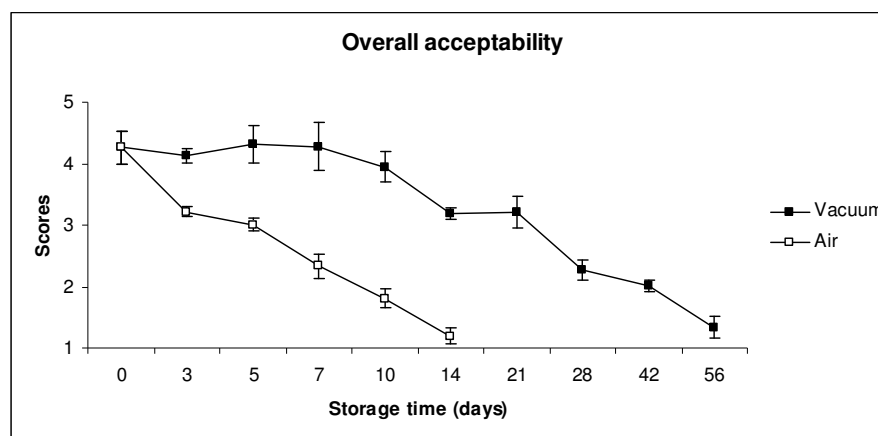 Overall acceptability
5
4
3
2
1
Scores
0 3 5 7 10 14 21 28 42 56
Storage time (days)
Vacuum
Air